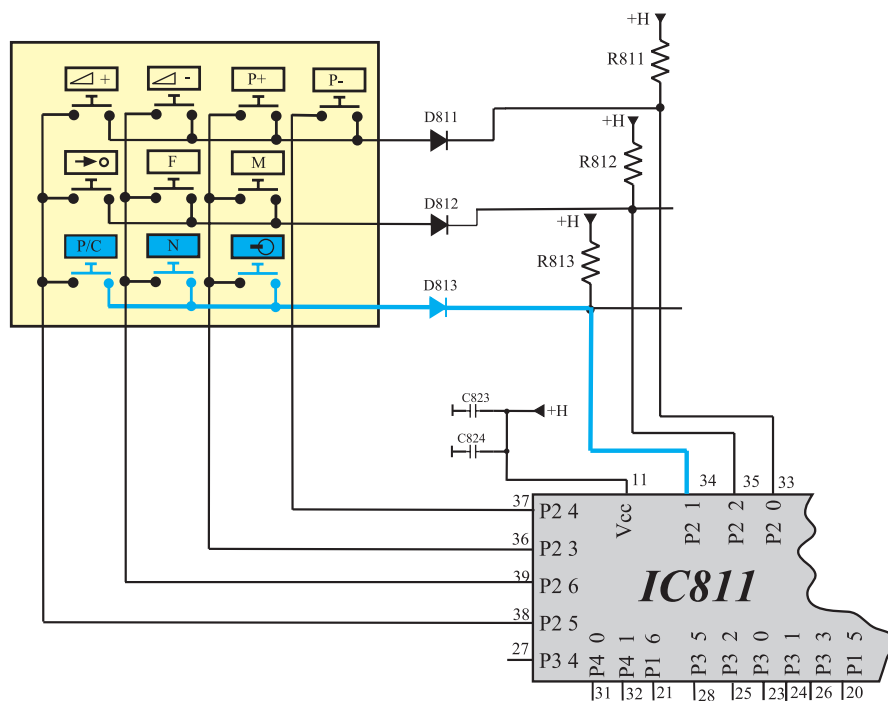 +H
R811
+
-
P+
P-
D811
+H
R812
F
M
D812
+H
R813
P/C
N
D813
C823
+H
C824
11
34
35
33
37
P2 4
Vcc
P2 1
P2 2
P2 0
36
P2 3
39
P2 6
IC811
38
P2 5
27
P3 4
P4 0
P4 1
P1 6
P3 5
P3 2
P3 0
P3 1
P3 3
P1 5
31
32
21
28
25
23
24
26
20